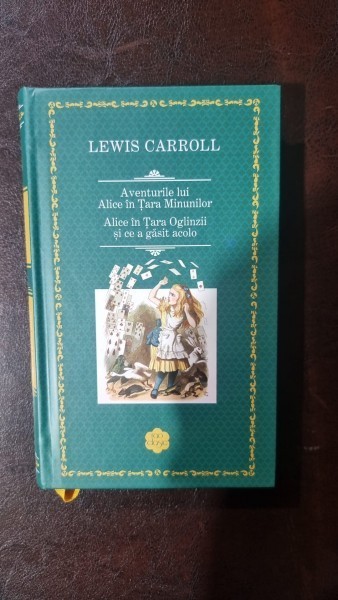 LEWIS CARROLL
Aventurile lui
Alice în Țara Minunilor
Alice în Țara Oglinzii
și ce a găsit acolo